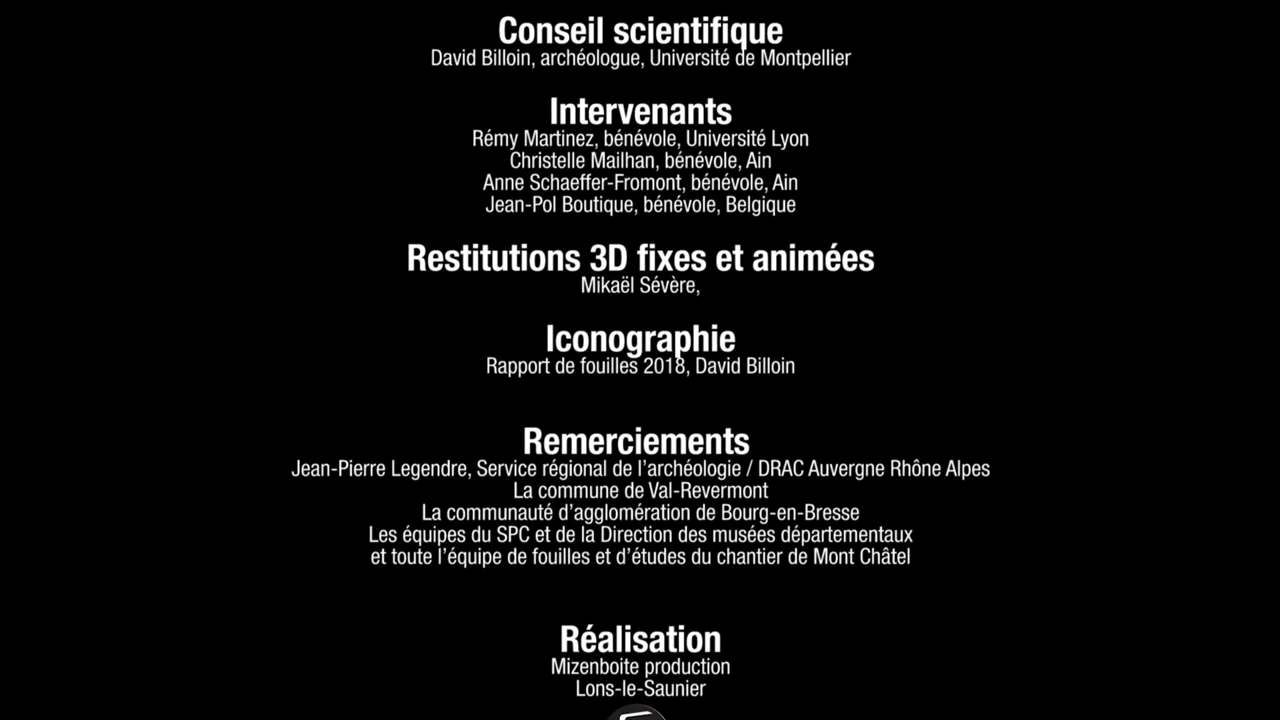 Conseil scientifique
David Billoin, archéologue, Université de Montpellier
Intervenants
Rémy Martinez, bénévole, Université Lyon
Christelle Mailhan, bénévole, Ain
Anne Schaeffer-Fromont, bénévole, Ain
Jean-Pol Boutique, bénévole, Belgique
Restitutions 3D fixes et animées
Mikaël Sévère,
Iconographie
Rapport de fouilles 2018, David Billoin
Remerciements
Jean-Pierre Legendre, Service régional de l’archéologie / DRAC Auvergne Rhône Alpes
La commune de Val-Revermont
La communauté d’agglomération de Bourg-en-Bresse
Les équipes du SPC et de la Direction des musées départementaux
et toute l’équipe de fouilles et d’études du chantier de Mont Châtel
Réalisation
Mizenboite production
Lons-le-Saunier